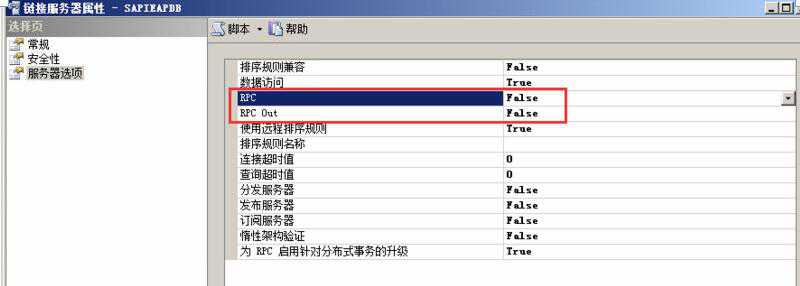 链接服务器属性 - SAPIEAPDB
选择页
常规
安全性
服务器选项
脚本 帮助
排序规则兼容 False
数据访问 True
RPC False
RPC Out False
使用远程排序规则 True
排序规则名称
连接超时值 0
查询超时值 0
分发服务器 False
发布服务器 False
订阅服务器 False
惰性架构验证 False
为 RPC 启用针对分布式事务的升级 True